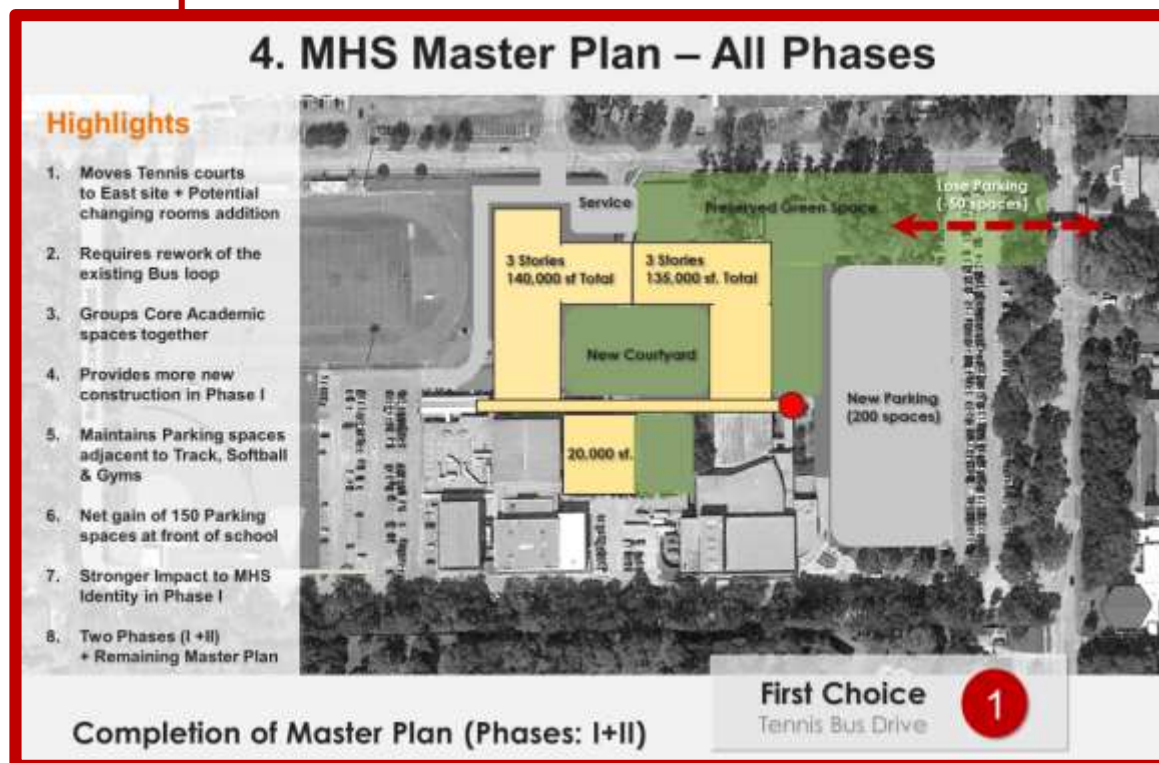 4. MHS Master Plan – All Phases
Highlights
1. Moves Tennis courts
to East site + Potential
changing rooms addition
2. Requires rework of the
existing Bus loop
3. Groups Core Academic
spaces together
4. Provides more new
construction in Phase I
5. Maintains Parking spaces
adjacent to Track, Softball
& Gyms
6. Net gain of 150 Parking
spaces at front of school
7. Stronger Impact to MHS
Identity in Phase I
8. Two Phases (I +II)
+ Remaining Master Plan
Service
Preserved Green Space
Lose Parking
(-50 spaces)
3 Stories
140,000 sf Total
3 Stories
135,000 sf. Total
New Courtyard
New Parking
(200 spaces)
20,000 sf.
First Choice
Tennis Bus Drive
1
Completion of Master Plan (Phases: I+II)